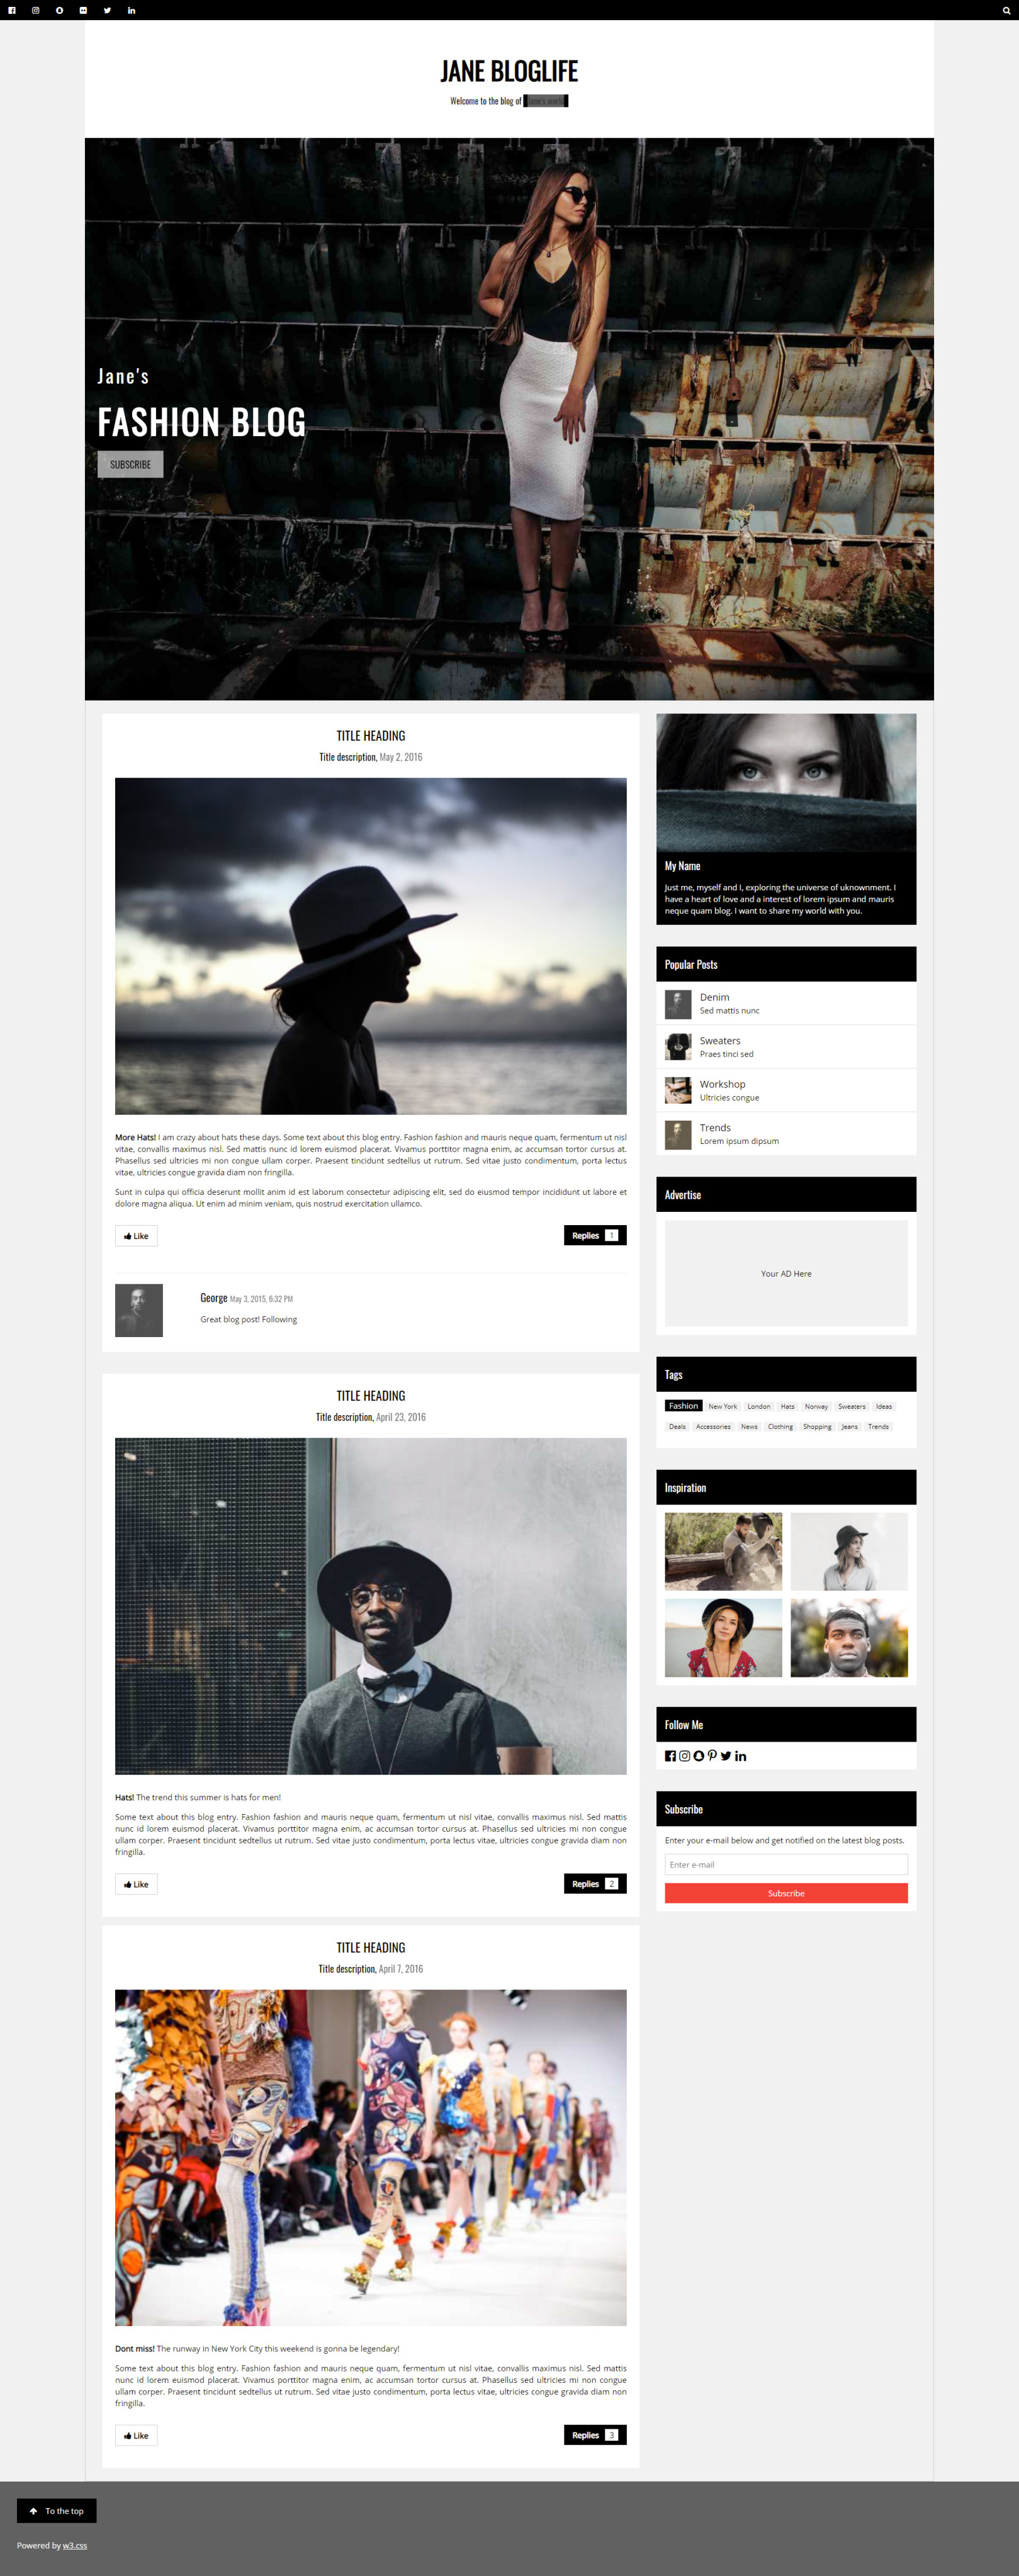 JANE BLOGLIFE
Welcome to the blog of Jane's world
Jane's
FASHION BLOG
SUBSCRIBE
TITLE HEADING
Title description, May 2, 2016
More Hats! I am crazy about hats these days. Some text about this blog entry. Fashion fashion and mauris neque quam, fermentum ut nisl
vitae, convallis maximus nisl. Sed mattis nunc id lorem euismod placerat. Vivamus porttitor magna enim, ac accumsan tortor cursus at.
Phasellus sed ultricies mi non congue ullam corper. Praesent tincidunt sedtellus ut rutrum. Sed vitae justo condimentum, porta lectus
vitae, ultricies congue gravida diam non fringilla.
Sunt in culpa qui officia deserunt mollit anim id est laborum consectetur adipiscing elit, sed do eiusmod tempor incididunt ut labore et
dolore magna aliqua. Ut enim ad minim veniam, quis nostrud exercitation ullamco.
Like
Replies 1
George May 3, 2015, 6:32 PM
Great blog post! Following
TITLE HEADING
Title description, April 23, 2016
Hats! The trend this summer is hats for men!
Some text about this blog entry. Fashion fashion and mauris neque quam, fermentum ut nisl vitae, convallis maximus nisl. Sed mattis
nunc id lorem euismod placerat. Vivamus porttitor magna enim, ac accumsan tortor cursus at. Phasellus sed ultricies mi non congue
ullam corper. Praesent tincidunt sedtellus ut rutrum. Sed vitae justo condimentum, porta lectus vitae, ultricies congue gravida diam non
fringilla.
Like
Replies 2
TITLE HEADING
Title description, April 7, 2016
Dont miss! The runway in New York City this weekend is gonna be legendary!
Some text about this blog entry. Fashion fashion and mauris neque quam, fermentum ut nisl vitae, convallis maximus nisl. Sed mattis
nunc id lorem euismod placerat. Vivamus porttitor magna enim, ac accumsan tortor cursus at. Phasellus sed ultricies mi non congue
ullam corper. Praesent tincidunt sedtellus ut rutrum. Sed vitae justo condimentum, porta lectus vitae, ultricies congue gravida diam non
fringilla.
Like
Replies 3
My Name
Just me, myself and I, exploring the universe of uknownment. I
have a heart of love and a interest of lorem ipsum and mauris
neque quam blog. I want to share my world with you.
Popular Posts
Denim
Sed mattis nunc
Sweaters
Praes tinci sed
Workshop
Ultricies congue
Trends
Lorem ipsum dipsum
Advertise
Your AD Here
Tags
Fashion New York London Hats Norway Sweaters Ideas
Deals Accessories News Clothing Shopping Jeans Trends
Inspiration
Follow Me
Subscribe
Enter your e-mail below and get notified on the latest blog posts.
Enter e-mail
Subscribe
To the top
Powered by w3.css